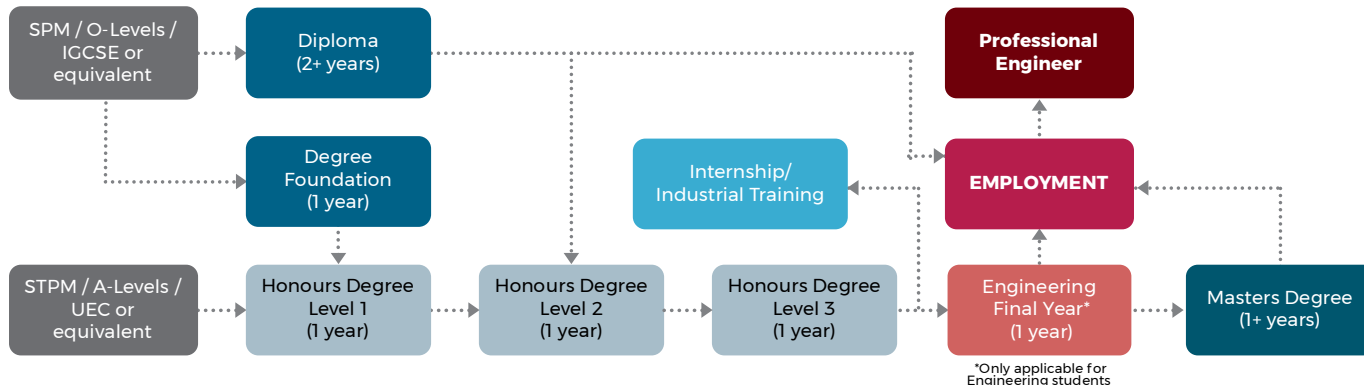 SPM / O-Levels /
IGCSE or
equivalent
Diploma
(2+ years)
Professional
Engineer
Degree
Foundation
(1 year)
Internship/
Industrial Training
EMPLOYMENT
STPM / A-Levels /
UEC or
equivalent
Honours Degree
Level 1
(1 year)
Honours Degree
Level 2
(1 year)
Honours Degree
Level 3
(1 year)
Engineering
Final Year*
(1 year)
Masters Degree
(1+ years)
*Only applicable for
Engineering students